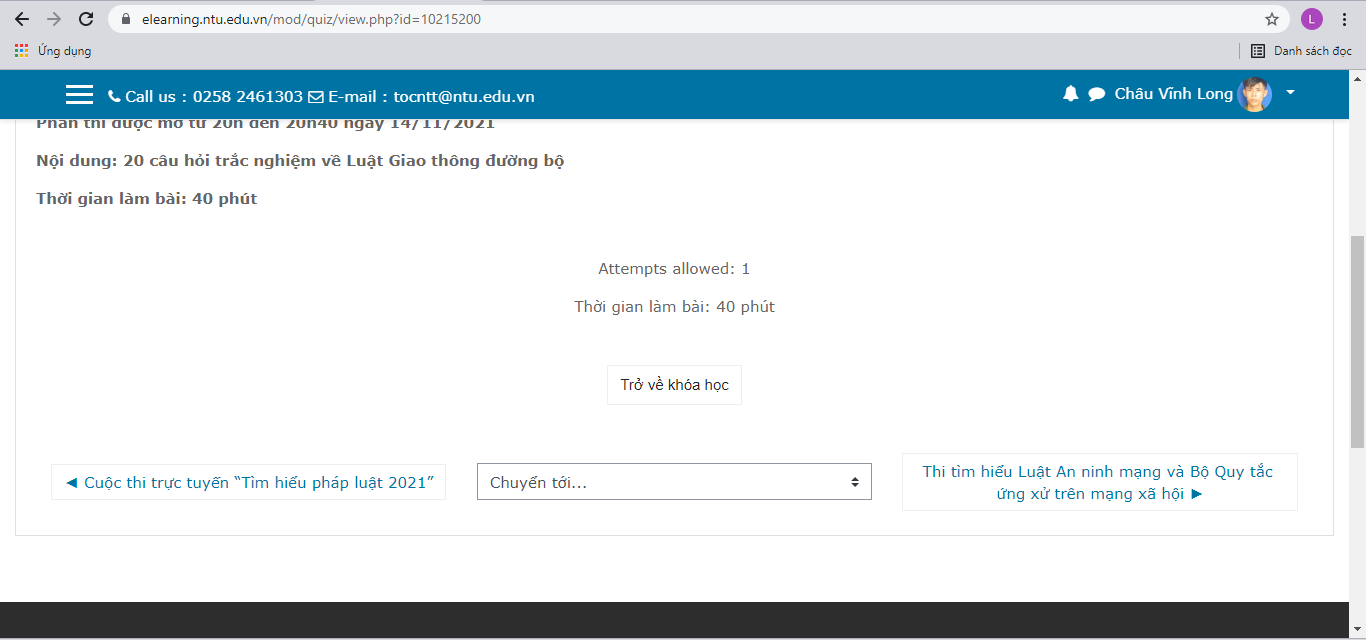 elearning.ntu.edu.vn/mod/quiz/view.php?id=10215200
L
Ứng dụng
Danh sách đọc
Call us : 0258 2461303 E-mail : tocntt@ntu.edu.vn
Châu Vĩnh Long
Phần thi được mở từ 20h đến 20h40 ngày 14/11/2021
Nội dung: 20 câu hỏi trắc nghiệm về Luật Giao thông đường bộ
Thời gian làm bài: 40 phút
Attempts allowed: 1
Thời gian làm bài: 40 phút
Trở về khóa học
◄ Cuộc thi trực tuyến “Tìm hiểu pháp luật 2021”
Chuyển tới...
Thi tìm hiểu Luật An ninh mạng và Bộ Quy tắc
ứng xử trên mạng xã hội ►